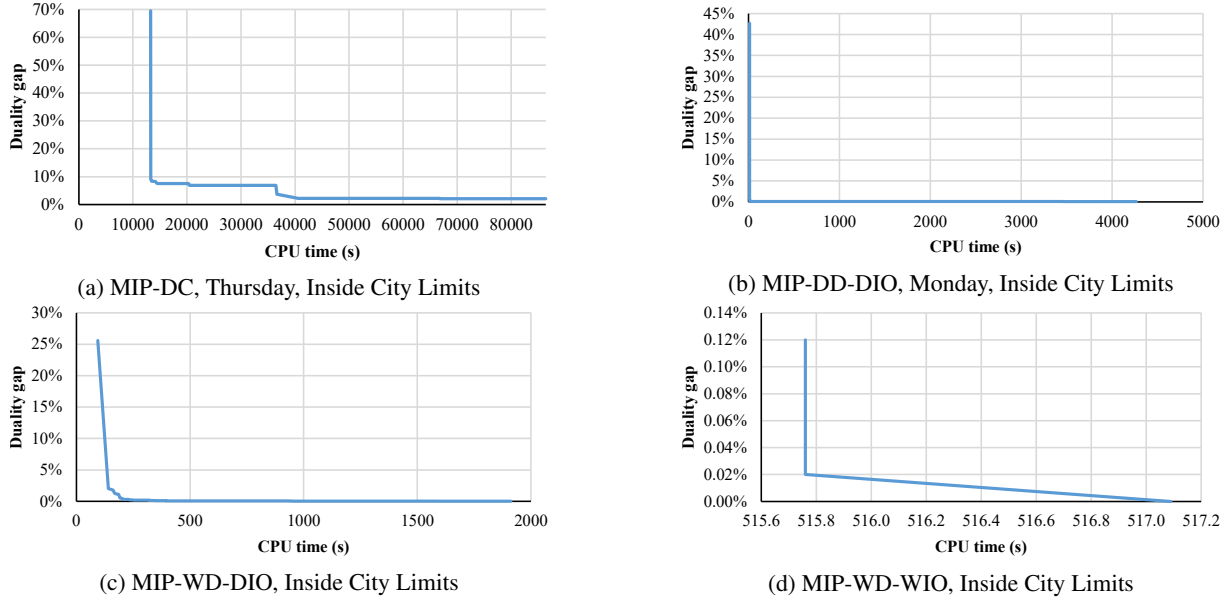 70%
60%
50%
40%
30%
20%
10%
0%
Duality gap
0 10000 20000 30000 40000 50000 60000 70000 80000
CPU time (s)
(a) MIP-DC, Thursday, Inside City Limits
45%
40%
35%
30%
25%
20%
15%
10%
5%
0%
Duality gap
0 1000 2000 3000 4000 5000
CPU time (s)
(b) MIP-DD-DIO, Monday, Inside City Limits
30%
25%
20%
15%
10%
5%
0%
Duality gap
0 500 1000 1500 2000
CPU time (s)
(c) MIP-WD-DIO, Inside City Limits
0.14%
0.12%
0.10%
0.08%
0.06%
0.04%
0.02%
0.00%
Duality gap
515.6 515.8 516.0 516.2 516.4 516.6 516.8 517.0 517.2
CPU time (s)
(d) MIP-WD-WIO, Inside City Limits